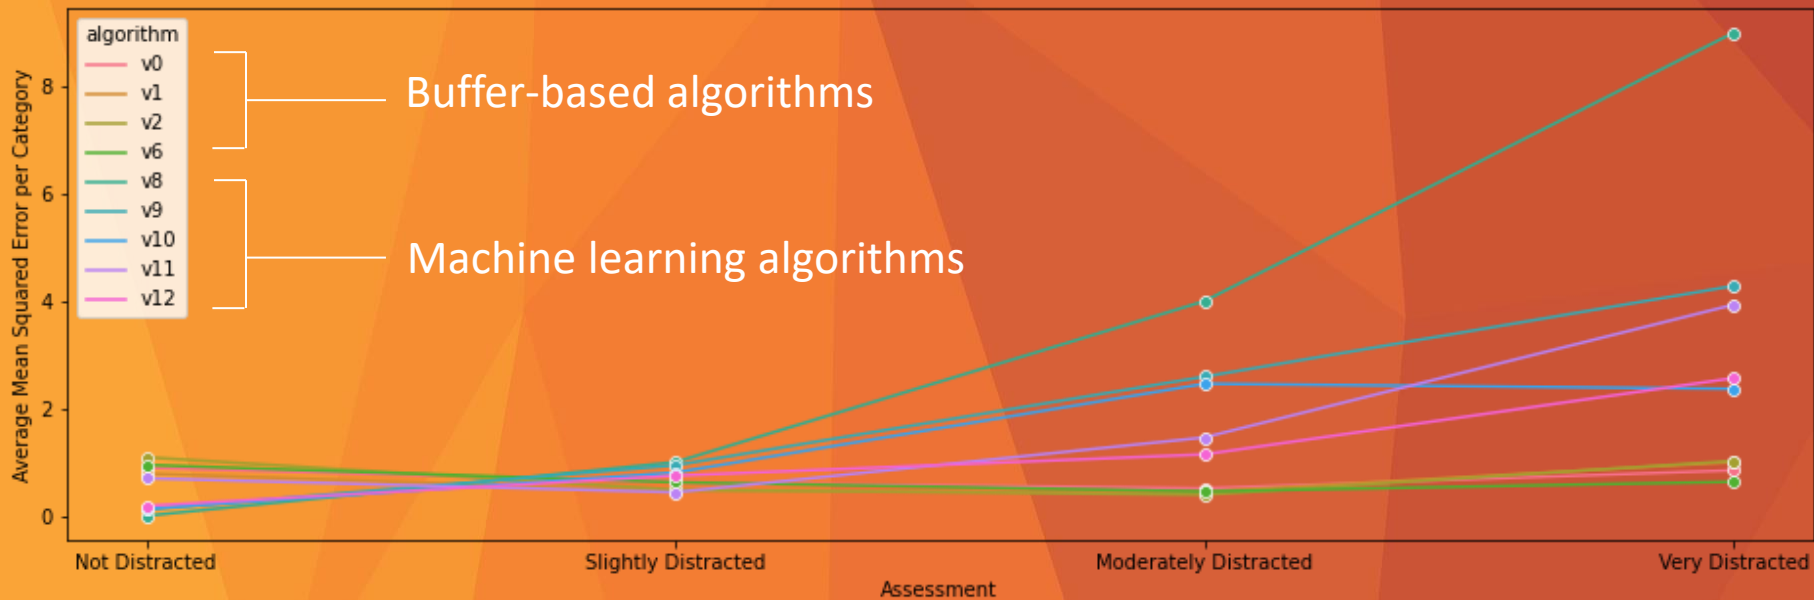 algorithm
v0
v1
v2
v6
v8
v9
v10
v11
v12
Buffer-based algorithms
Machine learning algorithms
Average Mean Squared Error per Category
8
6
4
2
0
Not Distracted
Slightly Distracted
Moderately Distracted
Very Distracted
Assessment